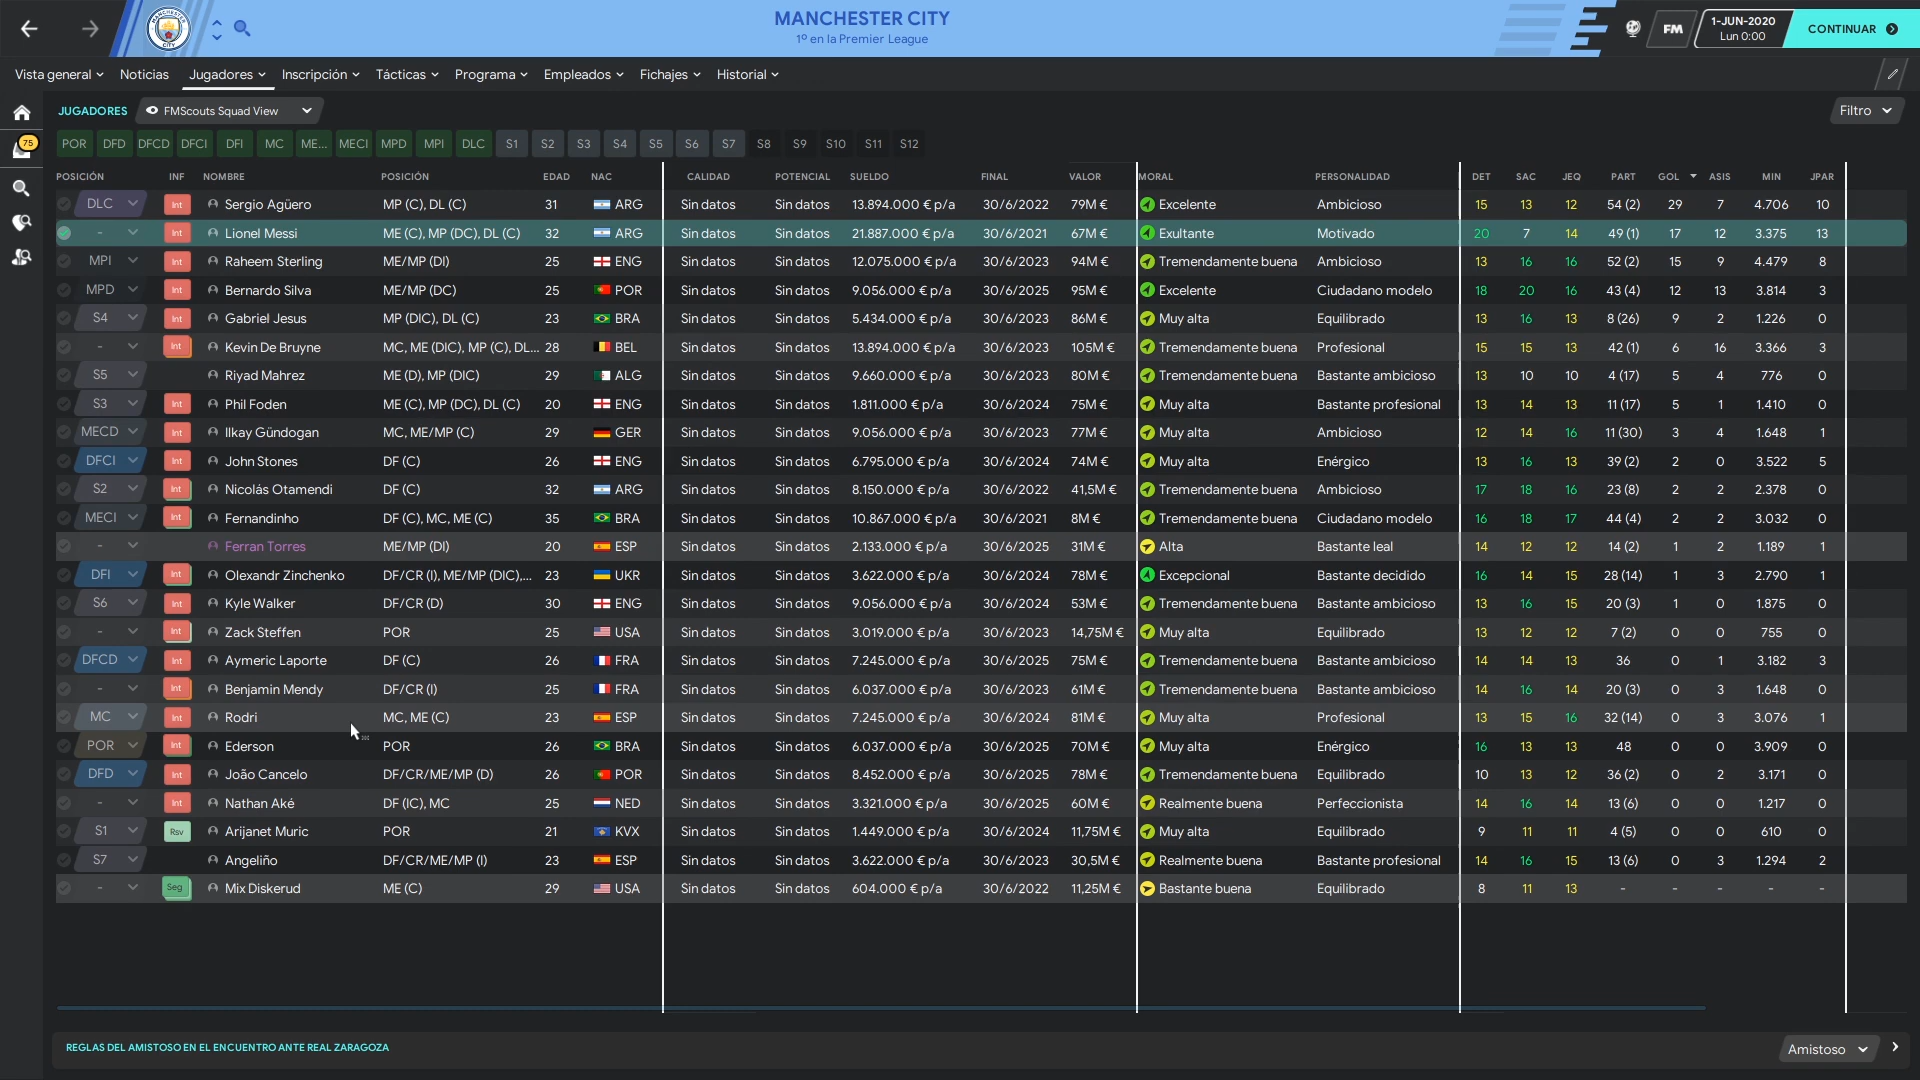 MANCHESTER CITY
1º en la Premier League
FM
1-JUN-2020
Lun 0:00
CONTINUAR
Vista general Noticias Jugadores Inscripción Tácticas Programa Empleados Fichajes Historial
JUGADORES FMScouts Squad View Filtro
75
POR DFD DFCD DFCI DFI MC ME... MECI MPD MPI DLC S1 S2 S3 S4 S5 S6 S7 S8 S9 S10 S11 S12
POSICIÓN INF NOMBRE POSICIÓN EDAD NAC CALIDAD POTENCIAL SUELDO FINAL VALOR MORAL PERSONALIDAD DET SAC JEQ PART GOL ASIS MIN JPAR
DLC Int Sergio Agüero MP (C), DL (C) 31 ARG Sin datos Sin datos 13.894.000 € p/a 30/6/2022 79M € Excelente Ambicioso 15 13 12 54 (2) 29 7 4.706 10
- Int Lionel Messi ME (C), MP (DC), DL (C) 32 ARG Sin datos Sin datos 21.887.000 € p/a 30/6/2021 67M € Exultante Motivado 20 7 14 49 (1) 17 12 3.375 13
MPI Int Raheem Sterling ME/MP (DI) 25 ENG Sin datos Sin datos 12.075.000 € p/a 30/6/2023 94M € Tremendamente buena Ambicioso 13 16 16 52 (2) 15 9 4.479 8
MPD Int Bernardo Silva ME/MP (DC) 25 POR Sin datos Sin datos 9.056.000 € p/a 30/6/2025 95M € Excelente Ciudadano modelo 18 20 16 43 (4) 12 13 3.814 3
S4 Int Gabriel Jesus MP (DIC), DL (C) 23 BRA Sin datos Sin datos 5.434.000 € p/a 30/6/2023 86M € Muy alta Equilibrado 13 16 13 8 (26) 9 2 1.226 0
- Int Kevin De Bruyne MC, ME (DIC), MP (C), DL... 28 BEL Sin datos Sin datos 13.894.000 € p/a 30/6/2023 105M € Tremendamente buena Profesional 15 15 13 42 (1) 6 16 3.366 3
S5 Riyad Mahrez ME (D), MP (DIC) 29 ALG Sin datos Sin datos 9.660.000 € p/a 30/6/2023 80M € Tremendamente buena Bastante ambicioso 13 10 10 4 (17) 5 4 776 0
S3 Int Phil Foden ME (C), MP (DC), DL (C) 20 ENG Sin datos Sin datos 1.811.000 € p/a 30/6/2024 75M € Muy alta Bastante profesional 13 14 13 11 (17) 5 1 1.410 0
MECD Int Ilkay Gündogan MC, ME/MP (C) 29 GER Sin datos Sin datos 9.056.000 € p/a 30/6/2023 77M € Muy alta Ambicioso 12 14 16 11 (30) 3 4 1.648 1
DFCI Int John Stones DF (C) 26 ENG Sin datos Sin datos 6.795.000 € p/a 30/6/2024 74M € Muy alta Enérgico 13 16 13 39 (2) 2 0 3.522 5
S2 Int Nicolás Otamendi DF (C) 32 ARG Sin datos Sin datos 8.150.000 € p/a 30/6/2022 41,5M € Tremendamente buena Ambicioso 17 18 16 23 (8) 2 2 2.378 0
MECI Int Fernandinho DF (C), MC, ME (C) 35 BRA Sin datos Sin datos 10.867.000 € p/a 30/6/2021 8M € Tremendamente buena Ciudadano modelo 16 18 17 44 (4) 2 2 3.032 0
- Ferran Torres ME/MP (DI) 20 ESP Sin datos Sin datos 2.133.000 € p/a 30/6/2025 31M € Alta Bastante leal 14 12 12 14 (2) 1 2 1.189 1
DFI Int Olexandr Zinchenko DF/CR (I), ME/MP (DIC),... 23 UKR Sin datos Sin datos 3.622.000 € p/a 30/6/2024 78M € Excepcional Bastante decidido 16 14 15 28 (14) 1 3 2.790 1
S6 Int Kyle Walker DF/CR (D) 30 ENG Sin datos Sin datos 9.056.000 € p/a 30/6/2024 53M € Tremendamente buena Bastante ambicioso 13 16 15 20 (3) 1 0 1.875 0
- Int Zack Steffen POR 25 USA Sin datos Sin datos 3.019.000 € p/a 30/6/2023 14,75M € Muy alta Equilibrado 13 12 12 7 (2) 0 0 755 0
DFCD Int Aymeric Laporte DF (C) 26 FRA Sin datos Sin datos 7.245.000 € p/a 30/6/2025 75M € Tremendamente buena Bastante ambicioso 14 14 13 36 0 1 3.182 3
- Int Benjamin Mendy DF/CR (I) 25 FRA Sin datos Sin datos 6.037.000 € p/a 30/6/2023 61M € Tremendamente buena Bastante ambicioso 14 16 14 20 (3) 0 3 1.648 0
MC Int Rodri MC, ME (C) 23 ESP Sin datos Sin datos 7.245.000 € p/a 30/6/2024 81M € Muy alta Profesional 13 15 16 32 (14) 0 3 3.076 1
POR Int Ederson POR 26 BRA Sin datos Sin datos 6.037.000 € p/a 30/6/2025 70M € Muy alta Enérgico 16 13 13 48 0 0 3.909 0
DFD Int João Cancelo DF/CR/ME/MP (D) 26 POR Sin datos Sin datos 8.452.000 € p/a 30/6/2025 78M € Tremendamente buena Equilibrado 10 13 12 36 (2) 0 2 3.171 0
- Int Nathan Aké DF (IC), MC 25 NED Sin datos Sin datos 3.321.000 € p/a 30/6/2025 60M € Realmente buena Perfeccionista 14 16 14 13 (6) 0 0 1.217 0
S1 Rsv Arijanet Muric POR 21 KVX Sin datos Sin datos 1.449.000 € p/a 30/6/2024 11,75M € Muy alta Equilibrado 9 11 11 4 (5) 0 0 610 0
S7 Angeliño DF/CR/ME/MP (I) 23 ESP Sin datos Sin datos 3.622.000 € p/a 30/6/2023 30,5M € Realmente buena Bastante profesional 14 16 15 13 (6) 0 3 1.294 2
- Seg Mix Diskerud ME (C) 29 USA Sin datos Sin datos 604.000 € p/a 30/6/2022 11,25M € Bastante buena Equilibrado 8 11 13 - - - - -
REGLAS DEL AMISTOSO EN EL ENCUENTRO ANTE REAL ZARAGOZA Amistoso